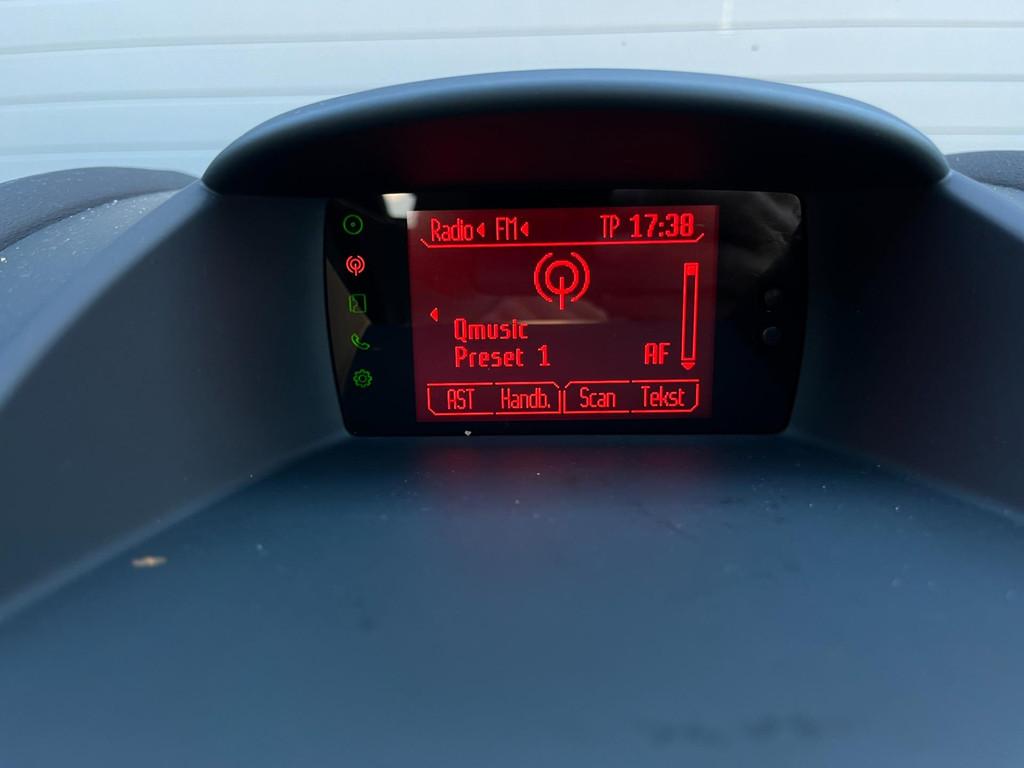 Radio FM TP 17:38
Qmusic
Preset 1 AF
AST Handb. Scan Tekst